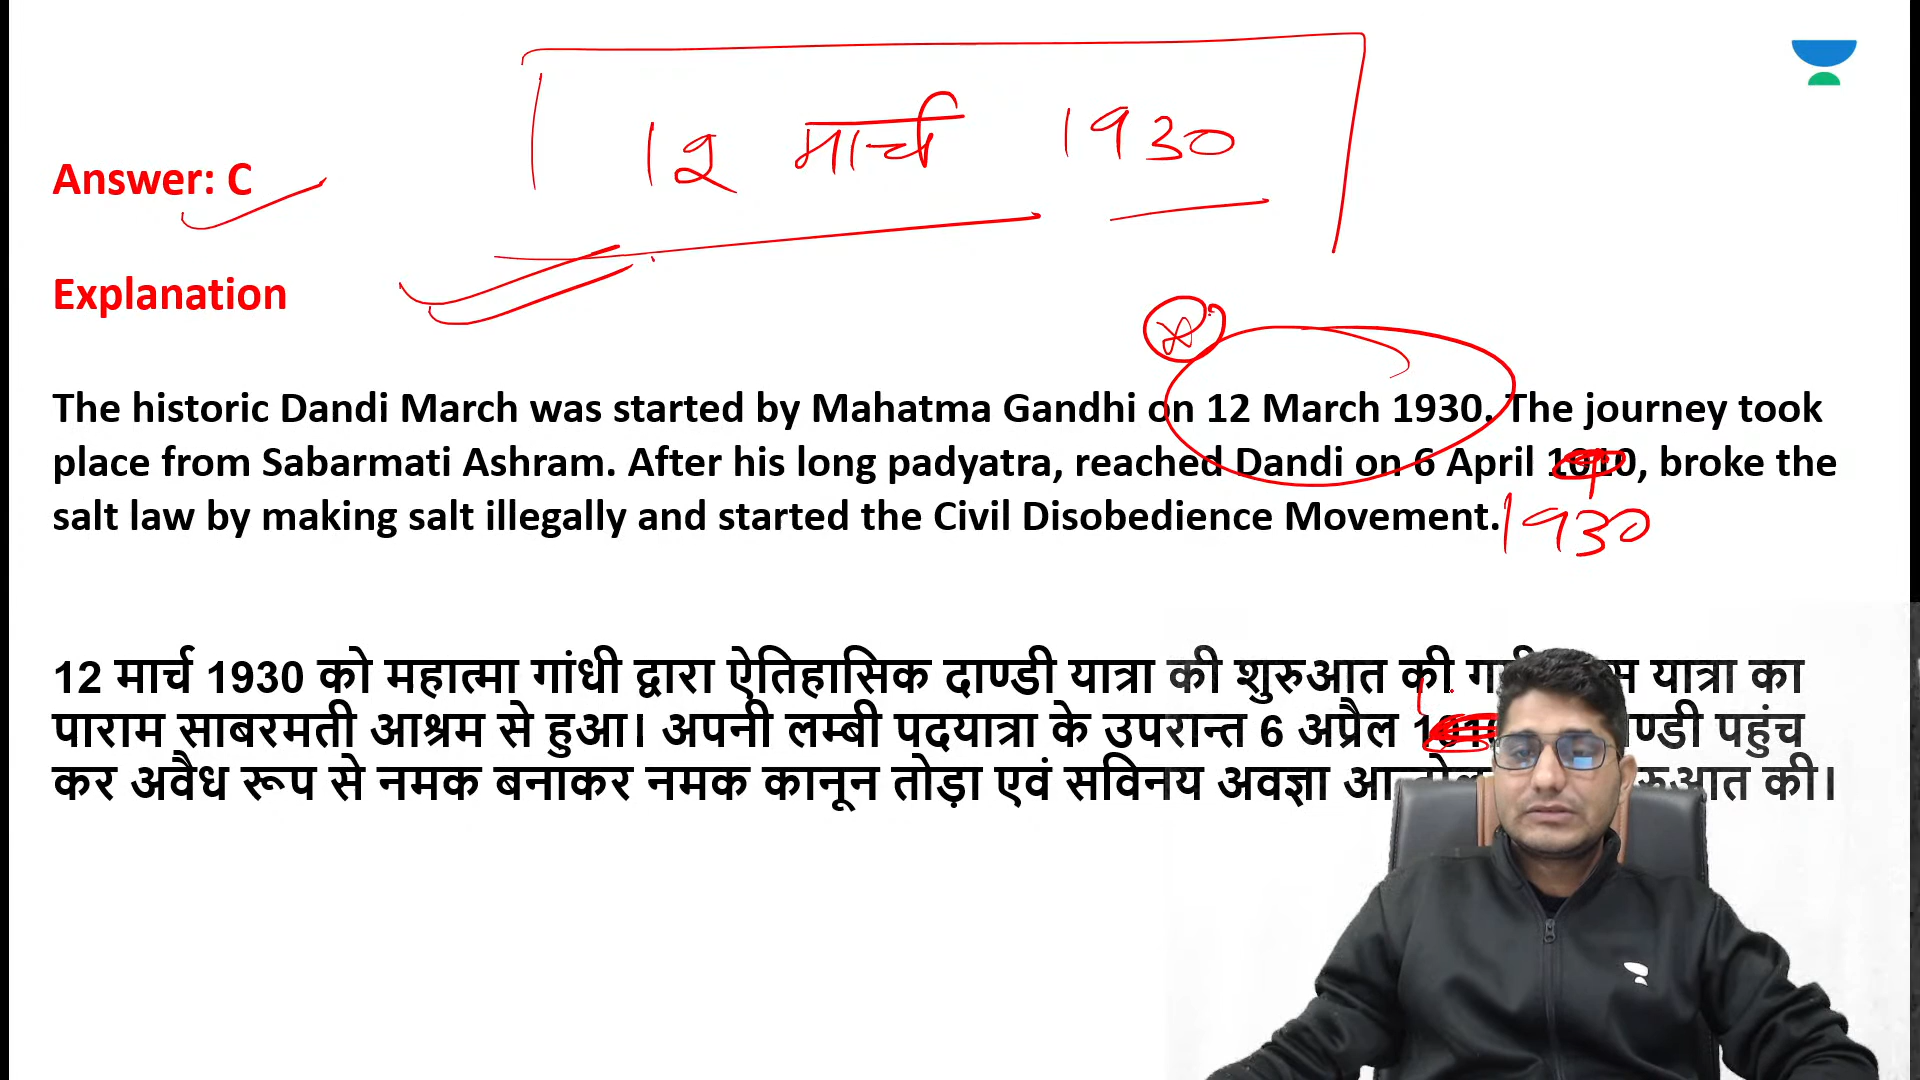 12 मार्च 1930
Answer: C
Explanation
The historic Dandi March was started by Mahatma Gandhi on 12 March 1930. The journey took
place from Sabarmati Ashram. After his long padyatra, reached Dandi on 6 April, broke the
salt law by making salt illegally and started the Civil Disobedience Movement. 1930
12 मार्च 1930 को महात्मा गांधी द्वारा ऐतिहासिक दाण्डी यात्रा की शुरुआत की यात्रा का
पाराम साबरमती आश्रम से हुआ। अपनी लम्बी पदयात्रा के उपरान्त 6 अप्रैल पहुंच
कर अवैध रूप से नमक बनाकर नमक कानून तोड़ा एवं सविनय अवज्ञा की।